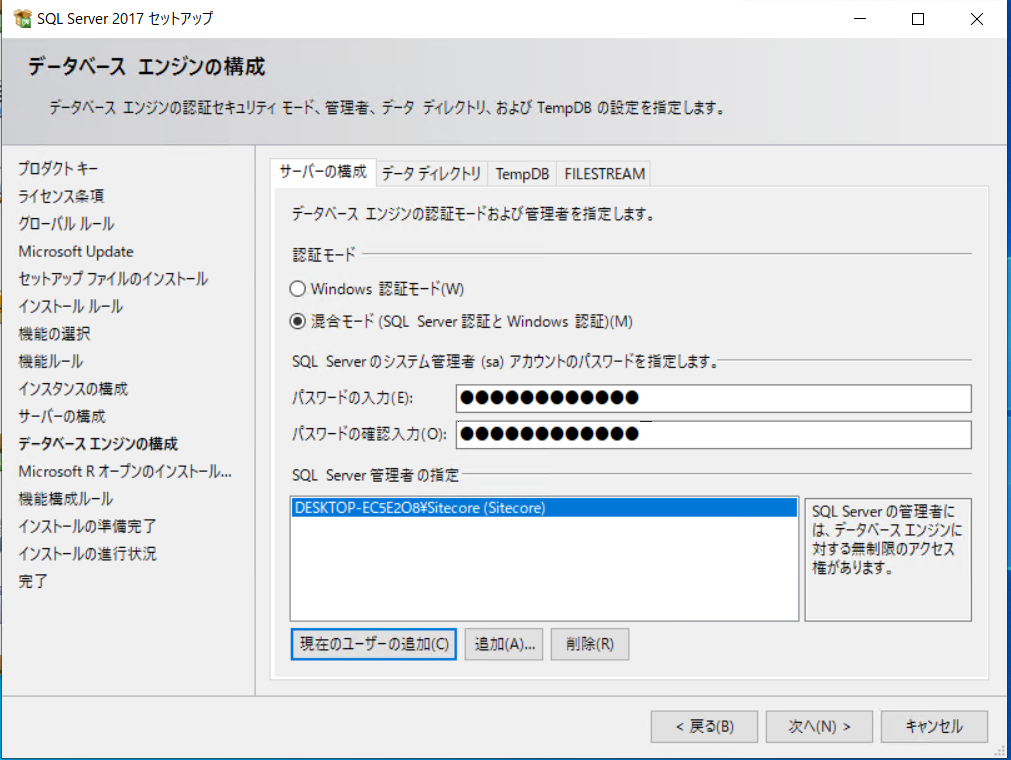 SQL Server 2017 セットアップ
データベース エンジンの構成
データベース エンジンの認証セキュリティ モード、管理者、データ ディレクトリ、および TempDB の設定を指定します。
プロダクト キー
ライセンス条項
グローバル ルール
Microsoft Update
セットアップ ファイルのインストール
インストール ルール
機能の選択
機能ルール
インスタンスの構成
サーバーの構成
データベース エンジンの構成
Microsoft R オープンのインストール...
機能構成ルール
インストールの準備完了
インストールの進行状況
完了
サーバーの構成 データ ディレクトリ TempDB FILESTREAM
データベース エンジンの認証モードおよび管理者を指定します。
認証モード
Windows 認証モード(W)
混合モード (SQL Server 認証と Windows 認証)(M)
SQL Server のシステム管理者 (sa) アカウントのパスワードを指定します。
パスワードの入力(E): ●●●●●●●●●●●●
パスワードの確認入力(O): ●●●●●●●●●●●●
SQL Server 管理者の指定
DESKTOP-EC5E2O8¥Sitecore (Sitecore)
SQL Server の管理者に
は、データベース エンジンに
対する無制限のアクセス
権があります。
現在のユーザーの追加(C) 追加(A)... 削除(R)
< 戻る(B) 次へ(N) > キャンセル